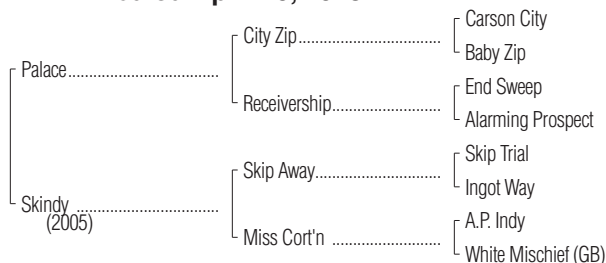 Carson City
City Zip
Baby Zip
Palace
End Sweep
Receivership
Alarming Prospect
Skip Trial
Skip Away
Ingot Way
Skindy
(2005)
A.P. Indy
Miss Cort'n
White Mischief (GB)